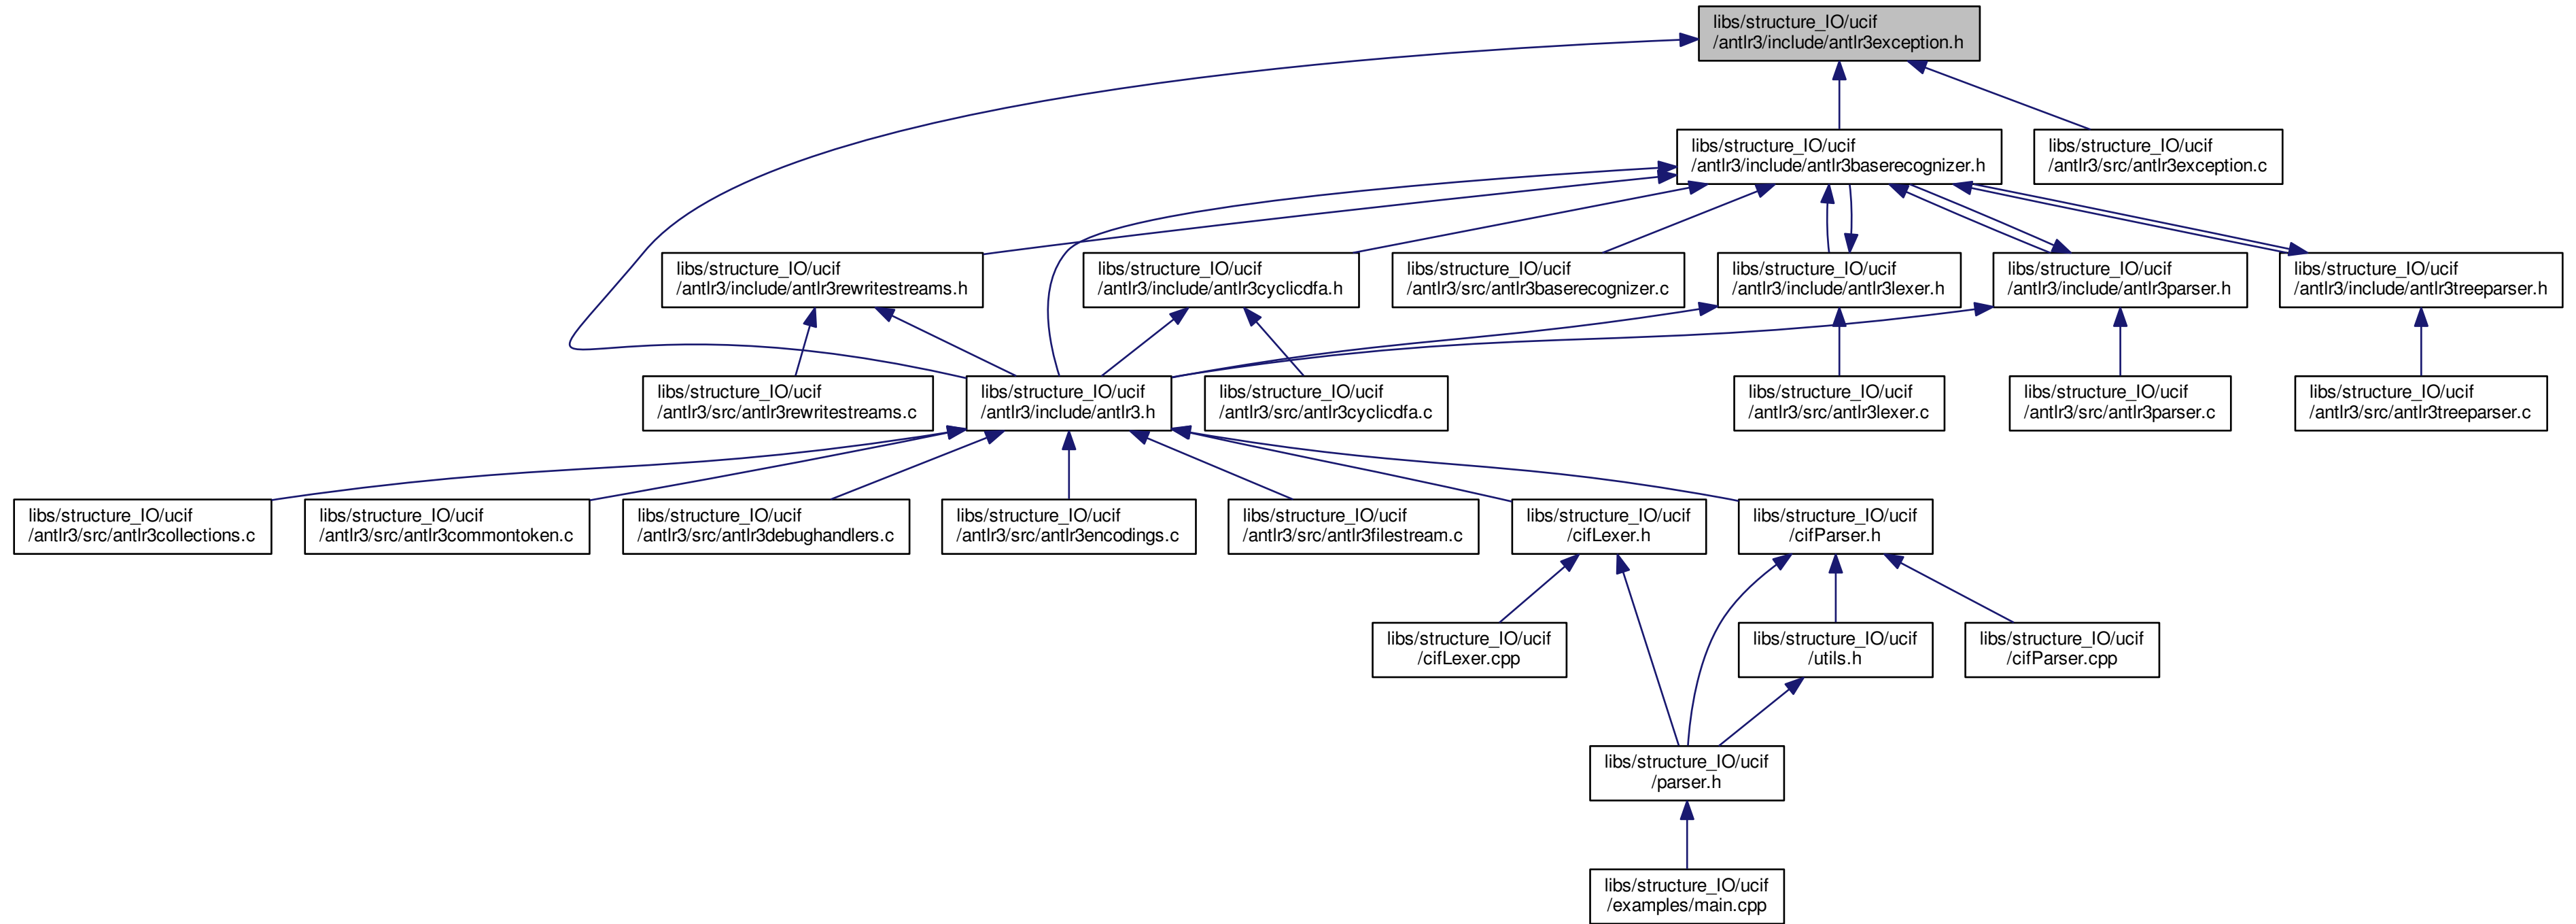 libs/structure_IO/ucif
/antlr3/include/antlr3exception.h
libs/structure_IO/ucif
/antlr3/include/antlr3baserecognizer.h
libs/structure_IO/ucif
/antlr3/src/antlr3exception.c
libs/structure_IO/ucif
/antlr3/include/antlr3rewritestreams.h
libs/structure_IO/ucif
/antlr3/include/antlr3cyclicdfa.h
libs/structure_IO/ucif
/antlr3/src/antlr3baserecognizer.c
libs/structure_IO/ucif
/antlr3/include/antlr3lexer.h
libs/structure_IO/ucif
/antlr3/include/antlr3parser.h
libs/structure_IO/ucif
/antlr3/include/antlr3treeparser.h
libs/structure_IO/ucif
/antlr3/src/antlr3rewritestreams.c
libs/structure_IO/ucif
/antlr3/include/antlr3.h
libs/structure_IO/ucif
/antlr3/src/antlr3cyclicdfa.c
libs/structure_IO/ucif
/antlr3/src/antlr3lexer.c
libs/structure_IO/ucif
/antlr3/src/antlr3parser.c
libs/structure_IO/ucif
/antlr3/src/antlr3treeparser.c
libs/structure_IO/ucif
/antlr3/src/antlr3collections.c
libs/structure_IO/ucif
/antlr3/src/antlr3commontoken.c
libs/structure_IO/ucif
/antlr3/src/antlr3debughandlers.c
libs/structure_IO/ucif
/antlr3/src/antlr3encodings.c
libs/structure_IO/ucif
/antlr3/src/antlr3filestream.c
libs/structure_IO/ucif
/cifLexer.h
libs/structure_IO/ucif
/cifParser.h
libs/structure_IO/ucif
/cifLexer.cpp
libs/structure_IO/ucif
/utils.h
libs/structure_IO/ucif
/cifParser.cpp
libs/structure_IO/ucif
/parser.h
libs/structure_IO/ucif
/examples/main.cpp